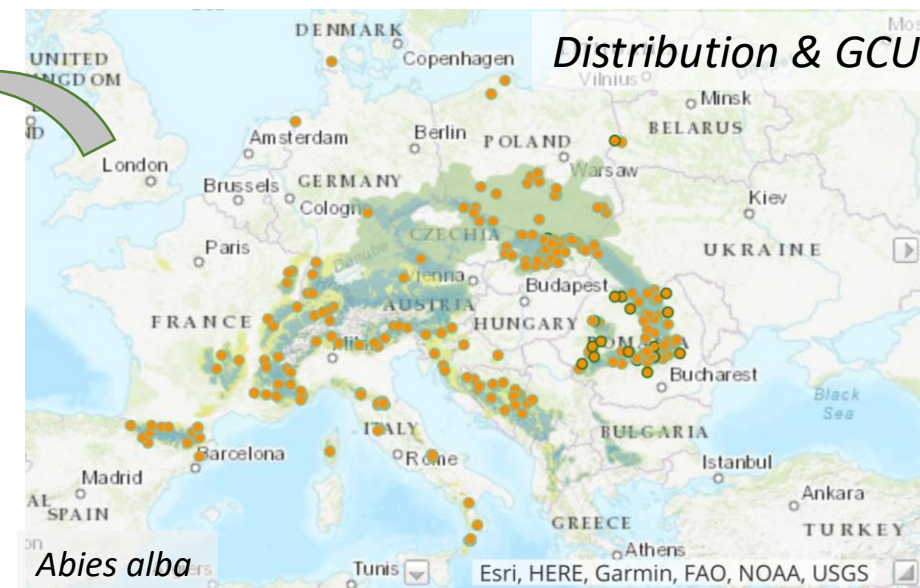 DENMARK
Copenhagen
Distribution & GCU
UNITED
NGDOM
Vilnius
Minsk
BELARUS
London
Amsterdam
Berlin
POLAND
Warsaw
Brussels
GERMANY
Cologn
Kiev
CZECHIA
Paris
Danube
UKRAINE
Vienna
Budapest
AUSTRIA
FRANCE
HUNGARY
Mil
ROMANIA
Bucharest
Black
Sea
ITALY
BULGARIA
Barcelona
Rome
Istanbul
Madrid
SPAIN
Ankara
GREECE
TURKEY
Athens
Abies alba
Tunis
Esri, HERE, Garmin, FAO, NOAA, USGS